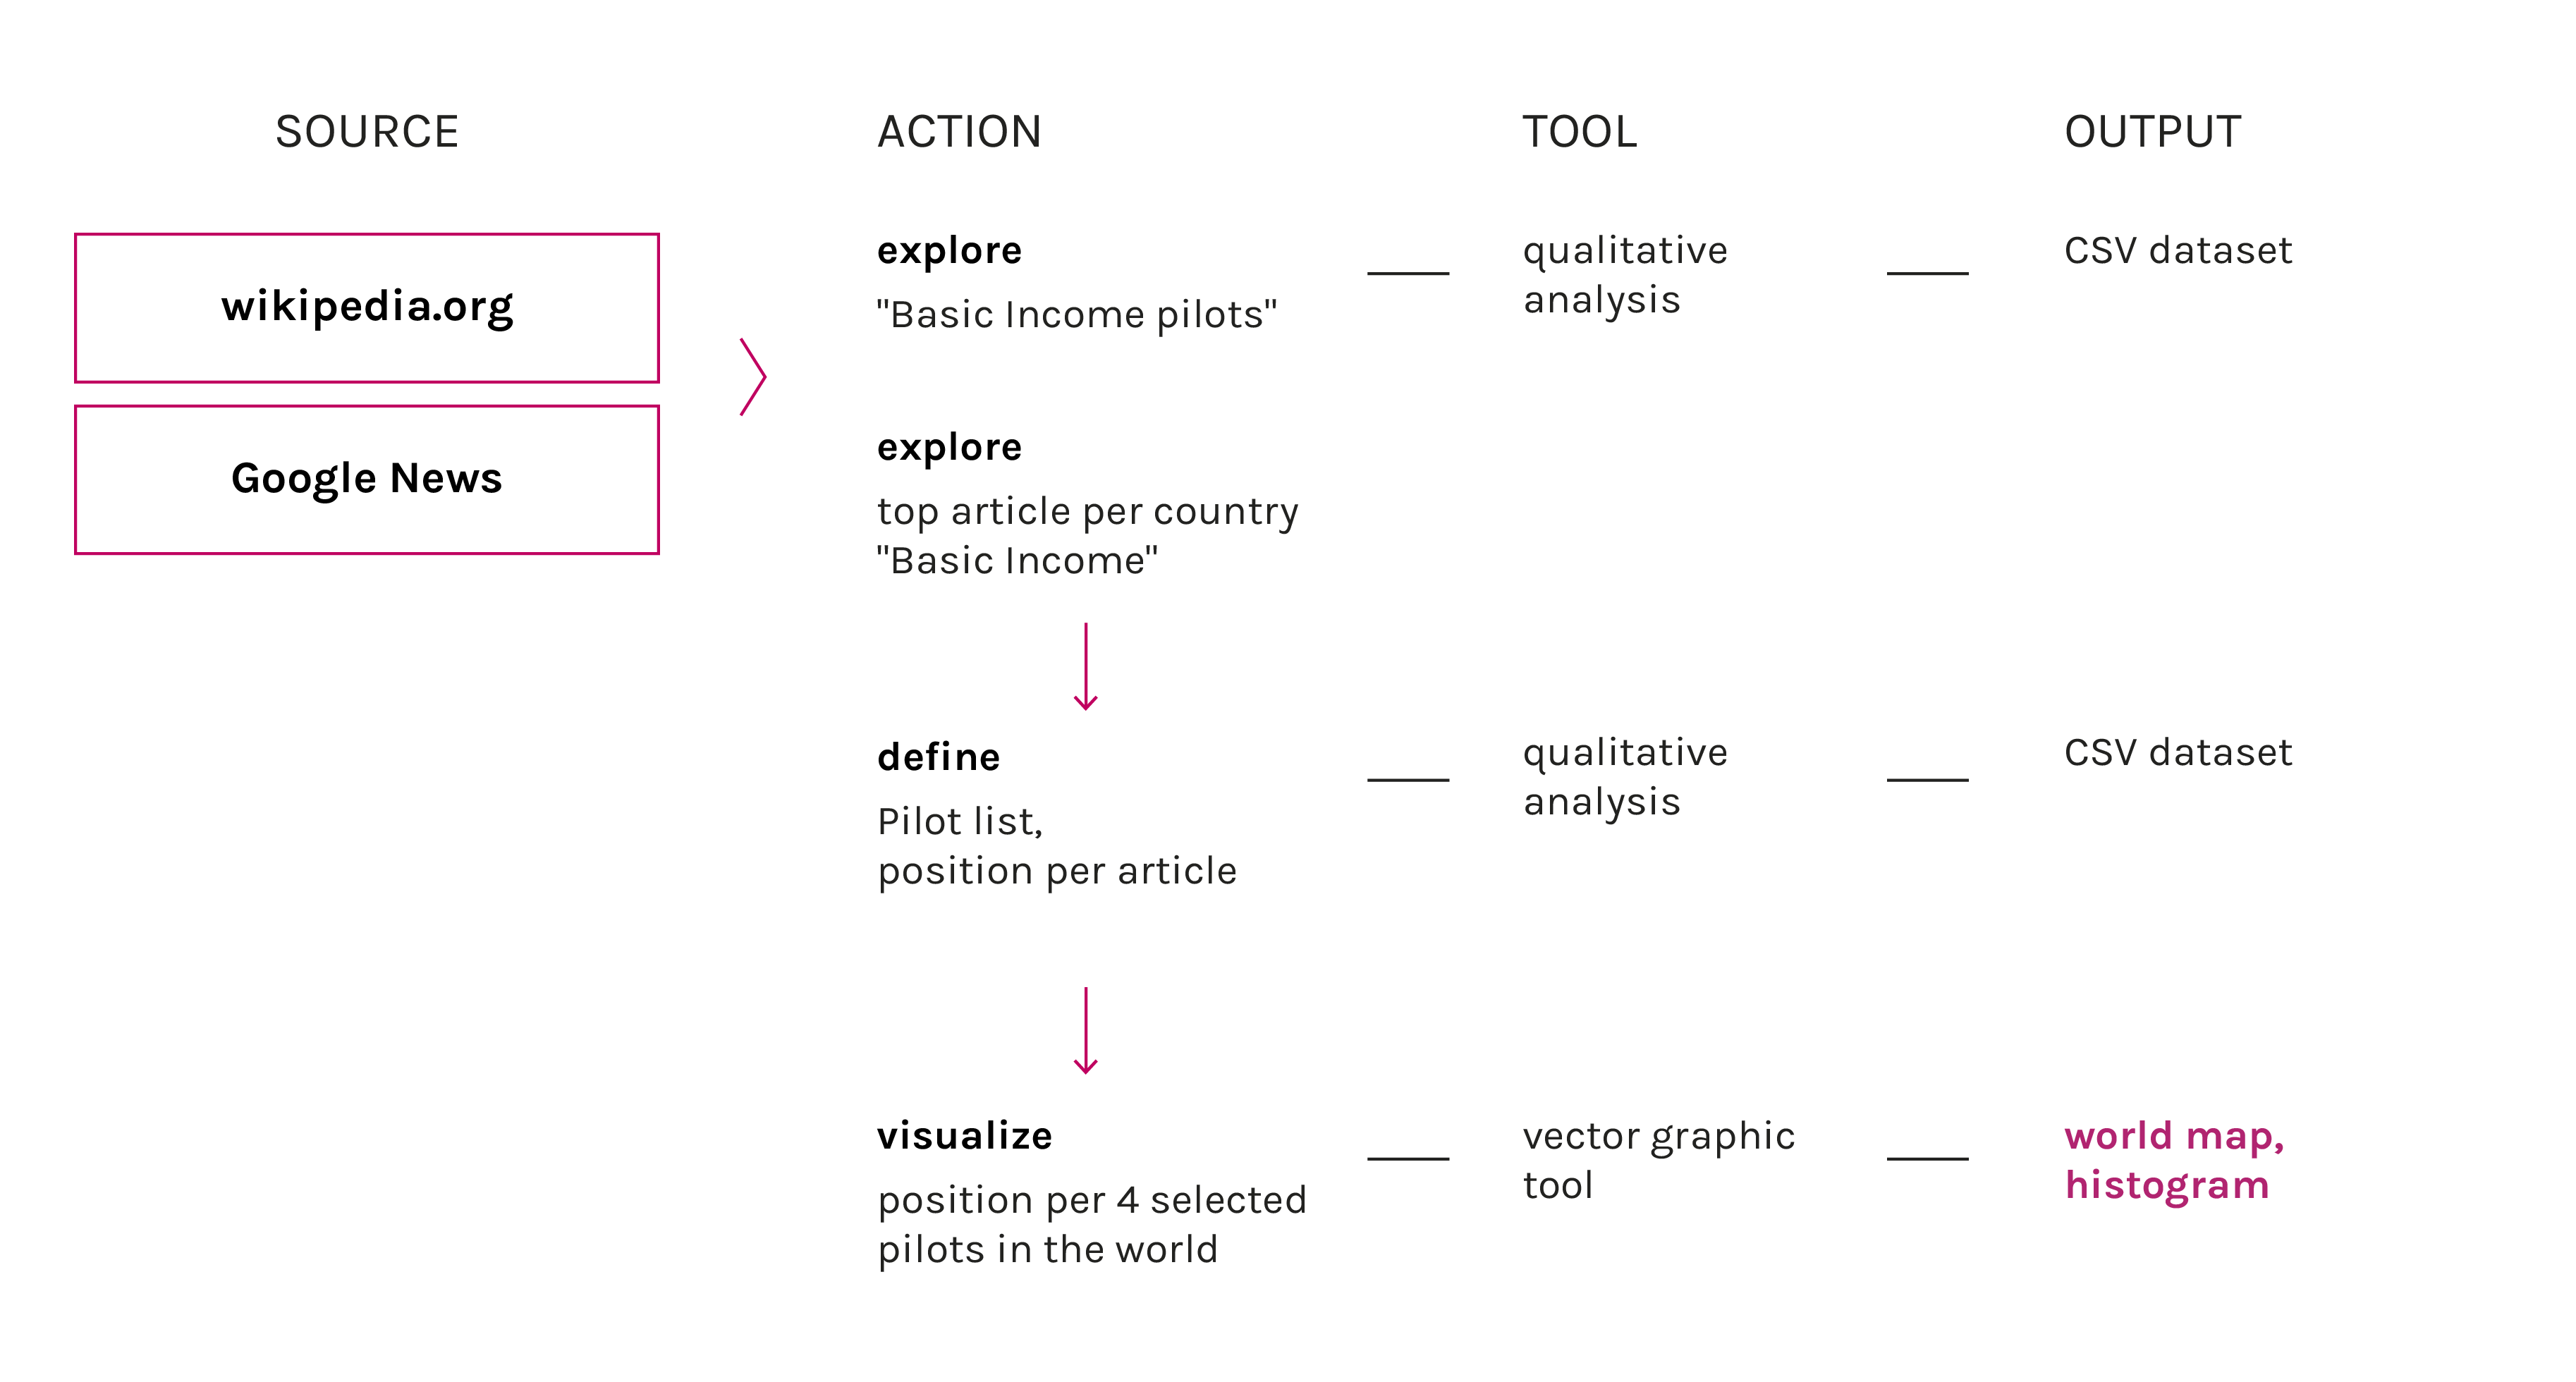 SOURCE
ACTION
TOOL
OUTPUT
wikipedia.org
Google News
explore
"Basic Income pilots"
qualitative
analysis
CSV dataset
explore
top article per country
"Basic Income"
define
Pilot list,
position per article
qualitative
analysis
CSV dataset
visualize
position per 4 selected
pilots in the world
vector graphic
tool
world map,
histogram